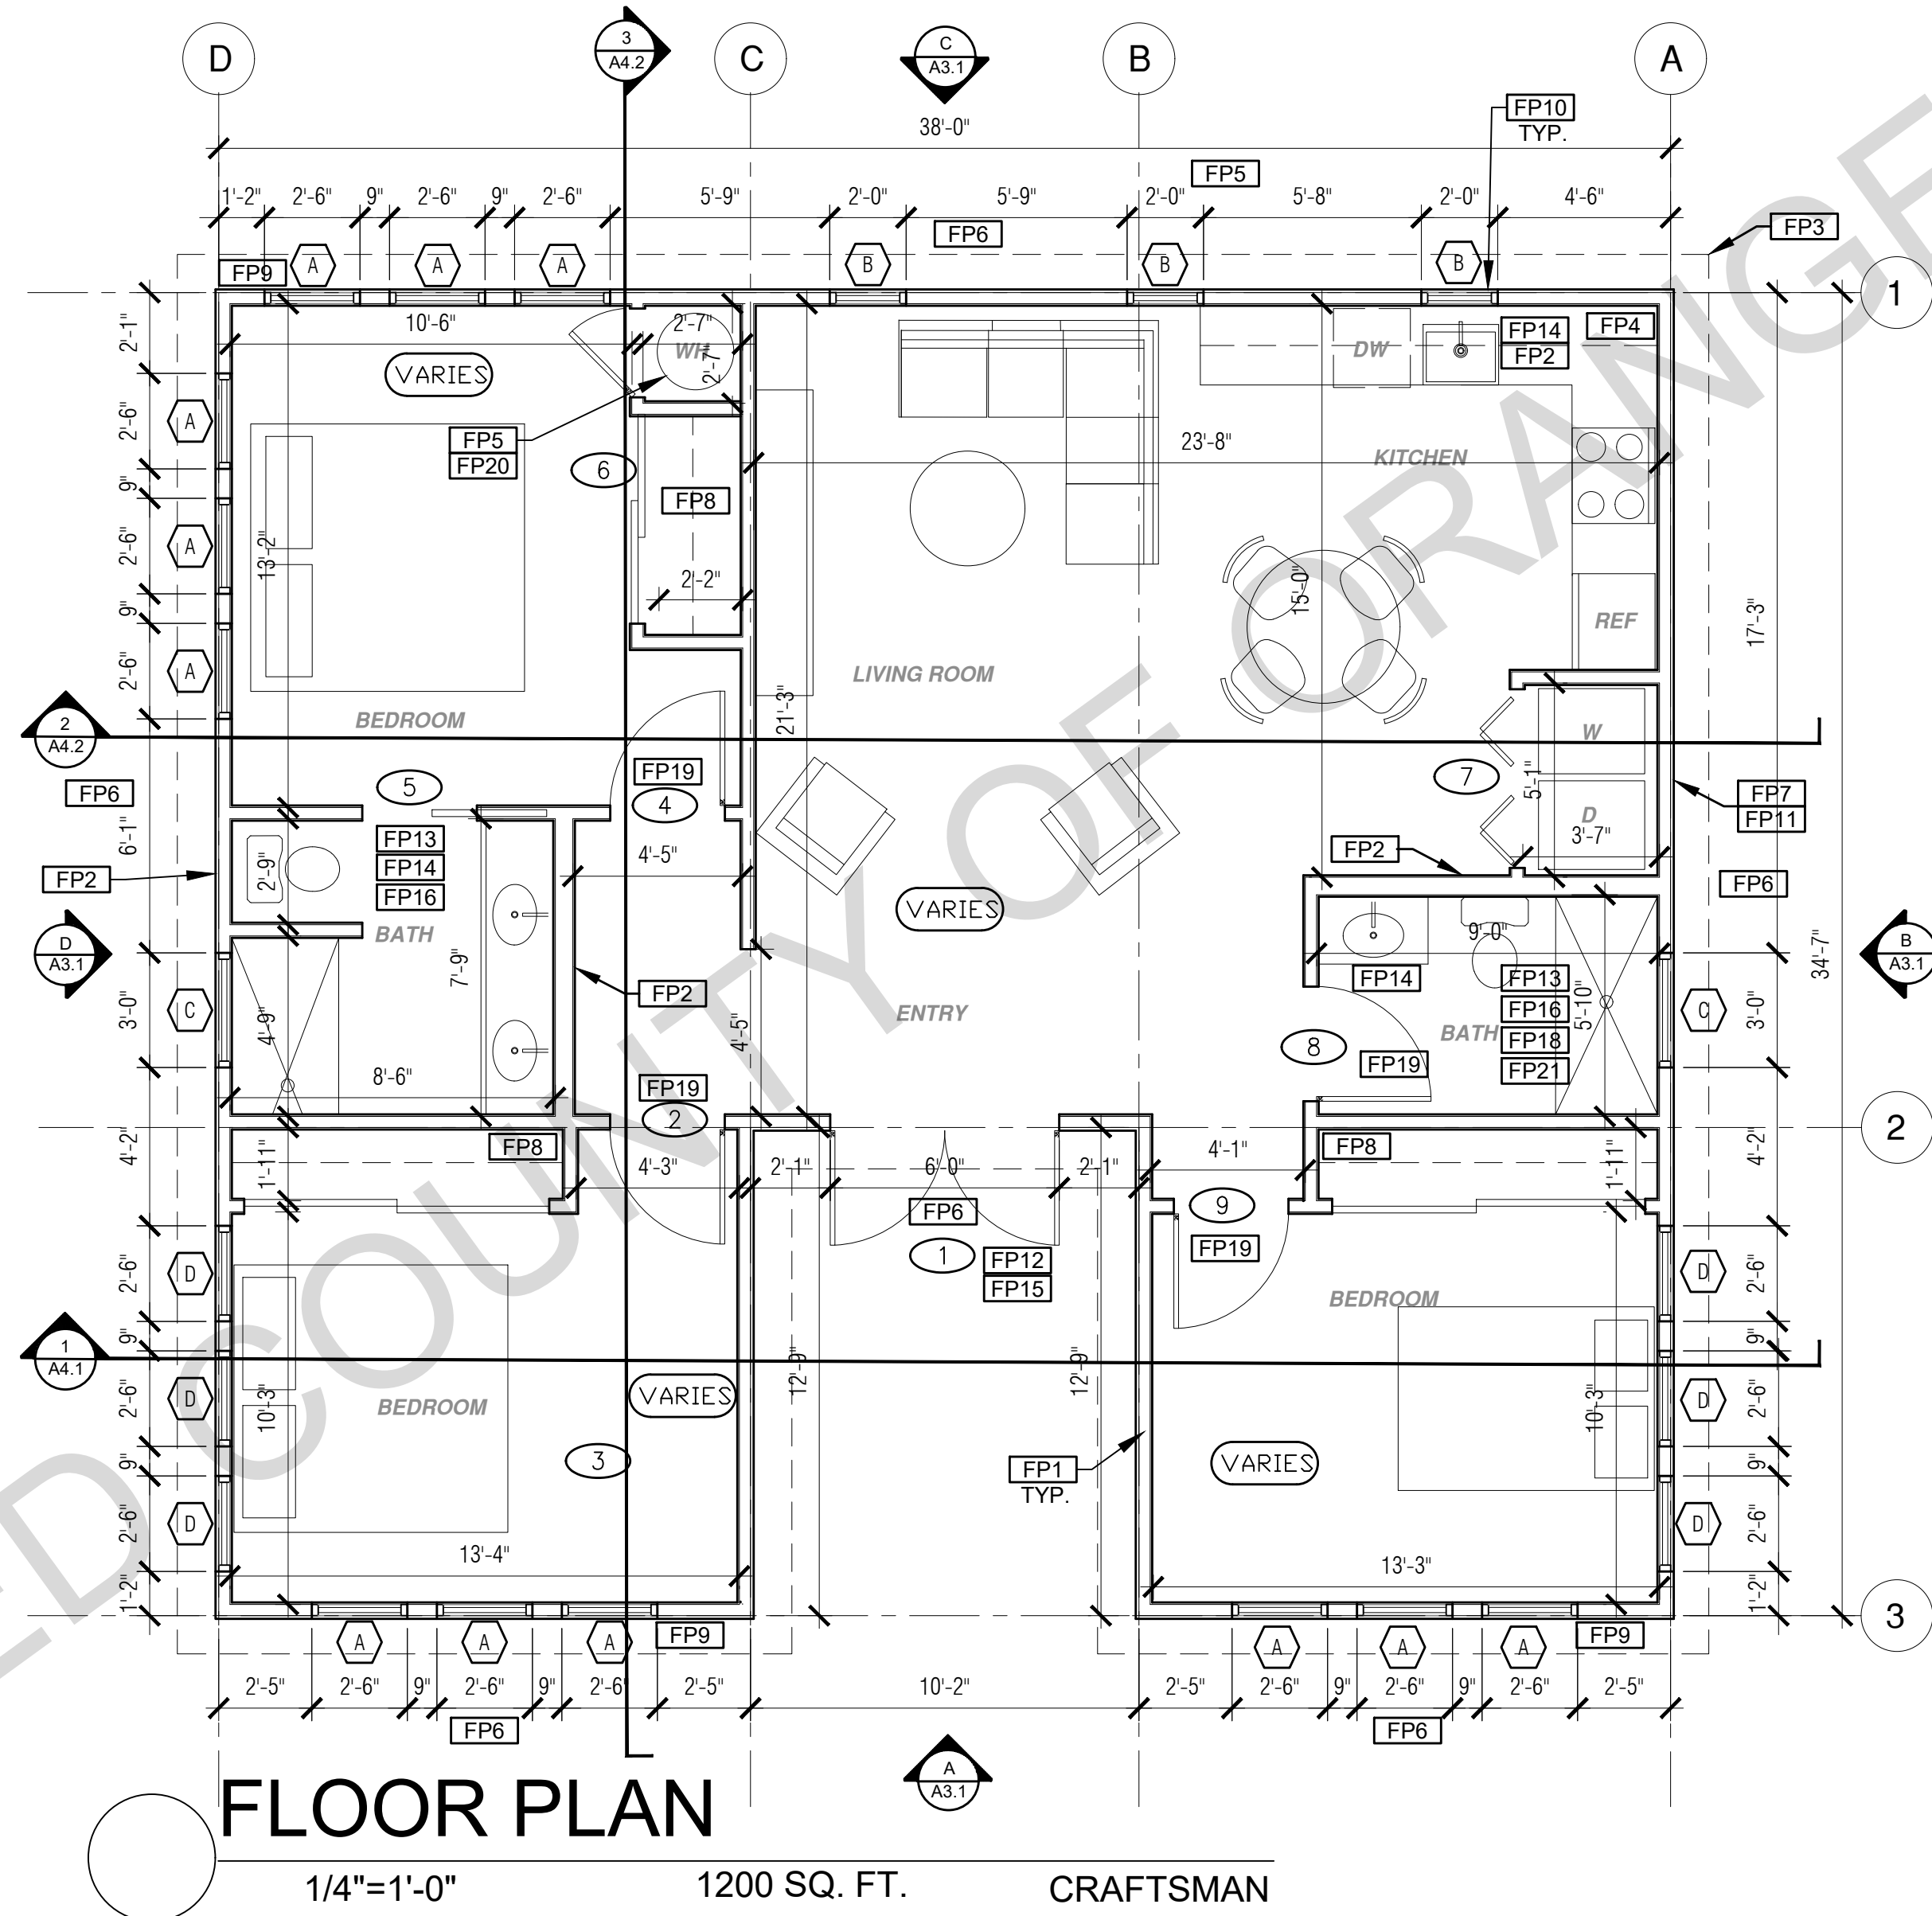 D
3
A4.2
C
C
A3.1
B
A
38'-0"
FP10
TYP.
FP5
1'-2" 2'-6" 9" 2'-6" 9" 2'-6" 5'-9" 2'-0" 5'-9" 2'-0" 5'-8" 2'-0" 4'-6"
FP6
FP3
FP9 A A A B B B
1
10'-6" 2'-7" FP14 FP4
WH 2'-7" DW FP2
VARIES
2'-1"
2'-6" A
FP5
FP20
6
23'-8"
KITCHEN
9"
FP8
13'-2"
2'-6" A
2'-2"
15'-0"
9"
REF
17'-3"
2'-6" A
LIVING ROOM
21'-3"
BEDROOM
2
A4.2
W
FP6
5
FP19
4
7
5'-1"
FP7
FP11
D
3'-7"
6'-1"
FP13
FP14
FP16
4'-5"
FP2
FP2
2'-9"
FP6
VARIES
BATH
9'-0"
D
A3.1
B
A3.1
34'-7"
7'-9"
FP2
FP14
FP13
FP16
FP18
FP21
5'-10"
3'-0" C
4'-9"
4'-5"
ENTRY
BATH
C 3'-0"
8
FP19
8'-6"
FP19
2
2
4'-2"
FP8
4'-3" 2'-1" 6'-0" 2'-1" 4'-1"
FP8
4'-2"
1'-11"
1'-11"
FP6
9
1
FP12
FP15
FP19
2'-6" D
BEDROOM
D 2'-6"
1
A4.1
9"
9"
12'-9"
12'-9"
2'-6" D
10'-3"
BEDROOM
VARIES
10'-3"
D 2'-6"
3
FP1
TYP.
VARIES
9"
9"
2'-6" D
D 2'-6"
13'-4"
13'-3"
1'-2"
1'-2"
3
A A A FP9
A A A FP9
2'-5" 2'-6" 9" 2'-6" 9" 2'-6" 2'-5" 10'-2" 2'-5" 2'-6" 9" 2'-6" 9" 2'-6" 2'-5"
FP6
FP6
A
A3.1
FLOOR PLAN
1/4"=1'-0" 1200 SQ. FT. CRAFTSMAN
COUNTY OF ORANGE